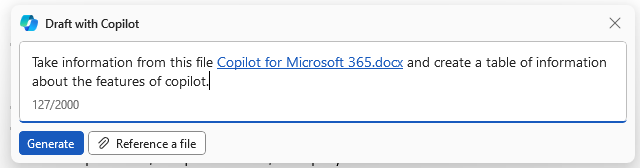 Draft with Copilot
Take information from this file Copilot for Microsoft 365.docx and create a table of information
about the features of copilot.
127/2000
Generate
Reference a file